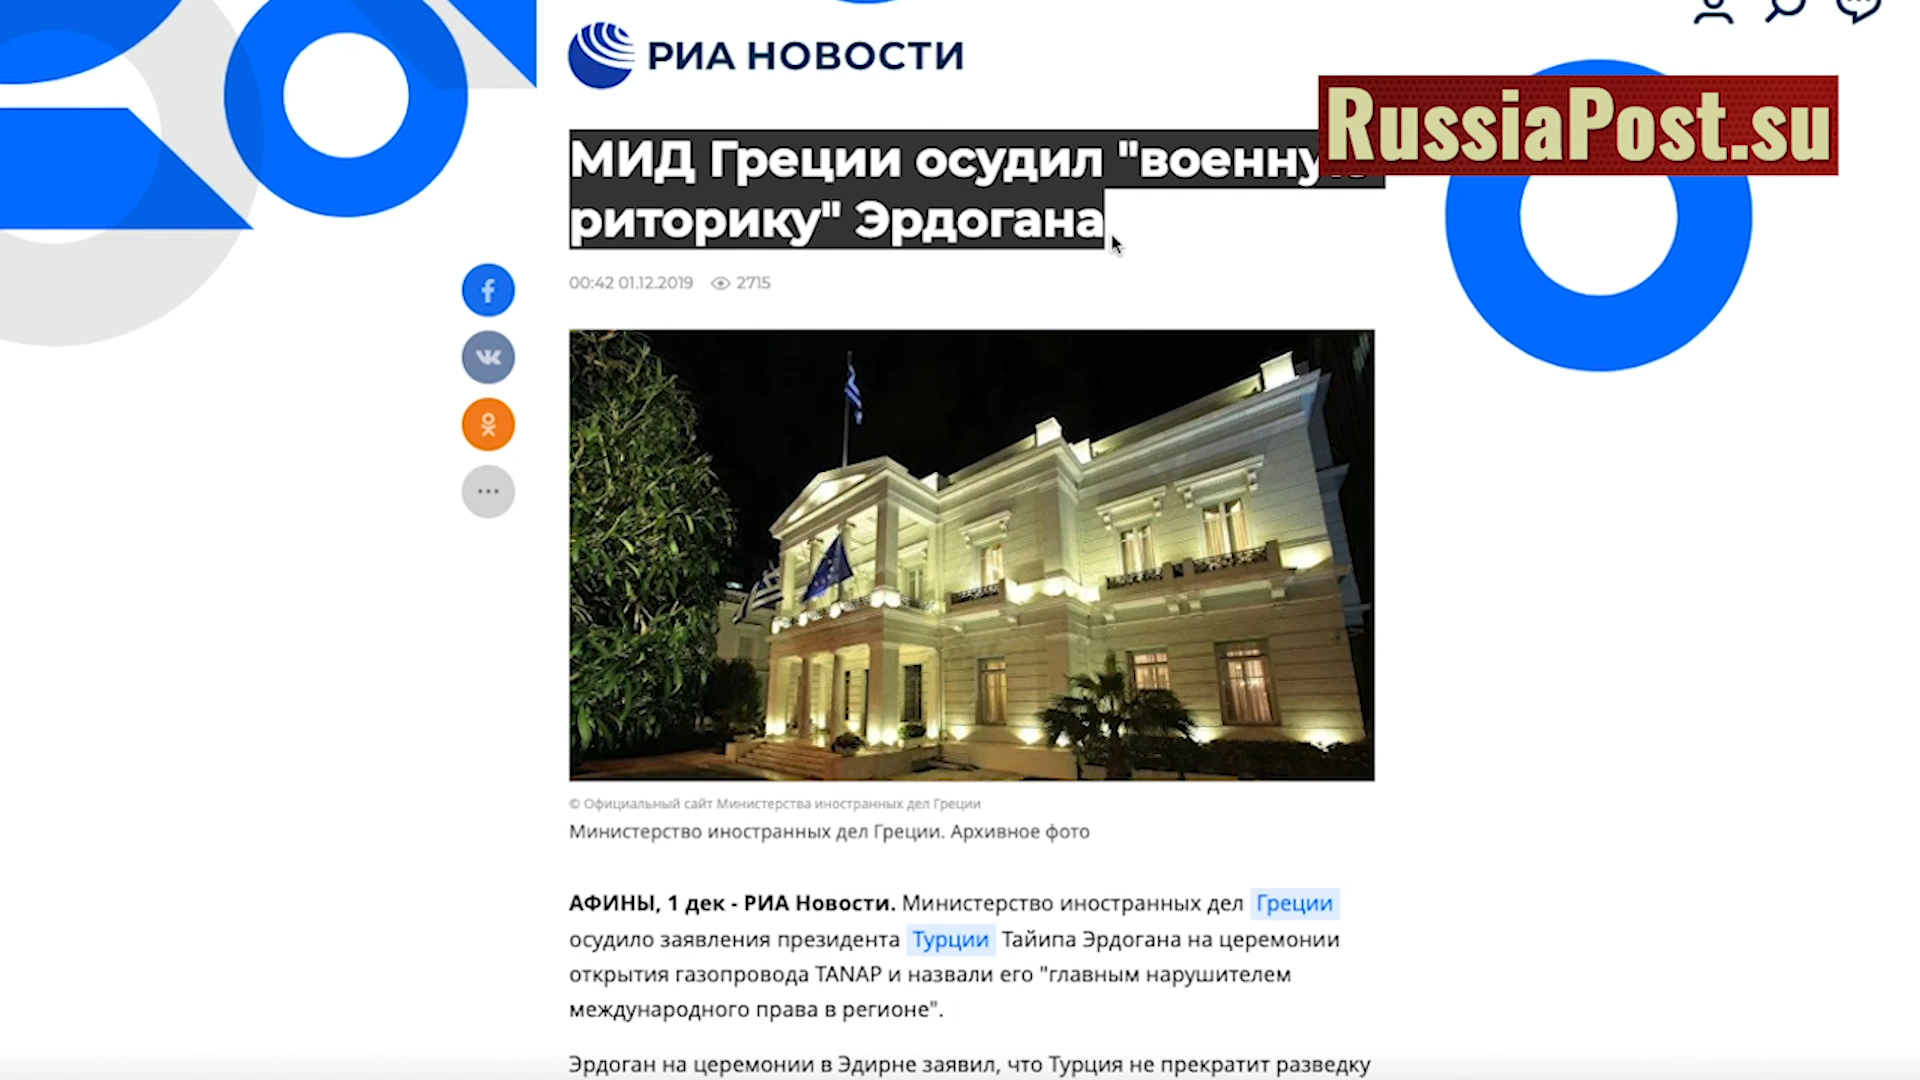 РИА НОВОСТИ
RussiaPost.su
МИД Греции осудил "военну
риторику" Эрдогана
00:42 01.12.2019 2715
© Официальный сайт Министерства иностранных дел Греции
Министерство иностранных дел Греции. Архивное фото
АФИНЫ, 1 дек - РИА Новости. Министерство иностранных дел Греции
осудило заявления президента Турции Тайипа Эрдогана на церемонии
открытия газопровода TANAP и назвали его "главным нарушителем
международного права в регионе".
Эрдоган на церемонии в Эдирне заявил, что Турция не прекратит разведку